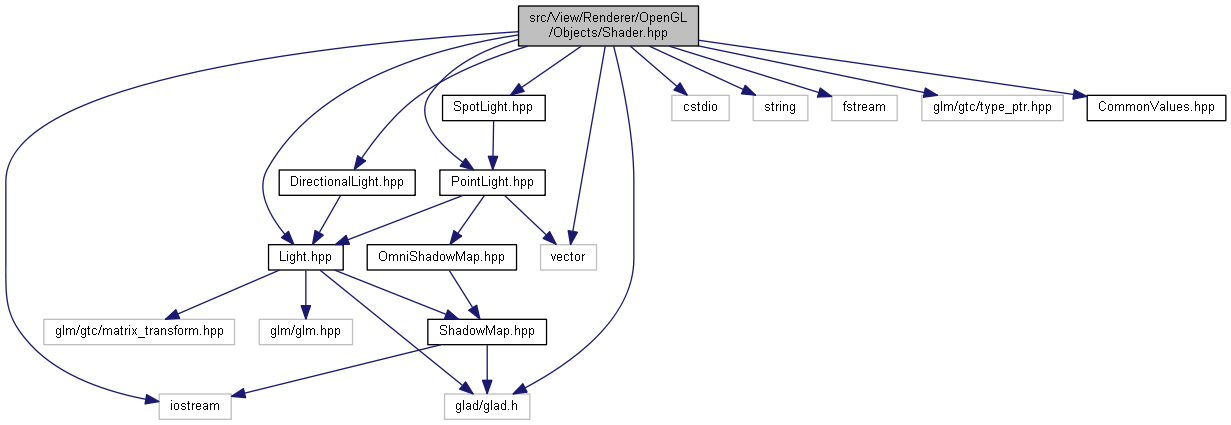 src/View/Renderer/OpenGL
/Objects/Shader.hpp
SpotLight.hpp
cstdio
string
fstream
glm/gtc/type_ptr.hpp
CommonValues.hpp
DirectionalLight.hpp
PointLight.hpp
Light.hpp
OmniShadowMap.hpp
vector
glm/gtc/matrix_transform.hpp
glm/glm.hpp
ShadowMap.hpp
iostream
glad/glad.h